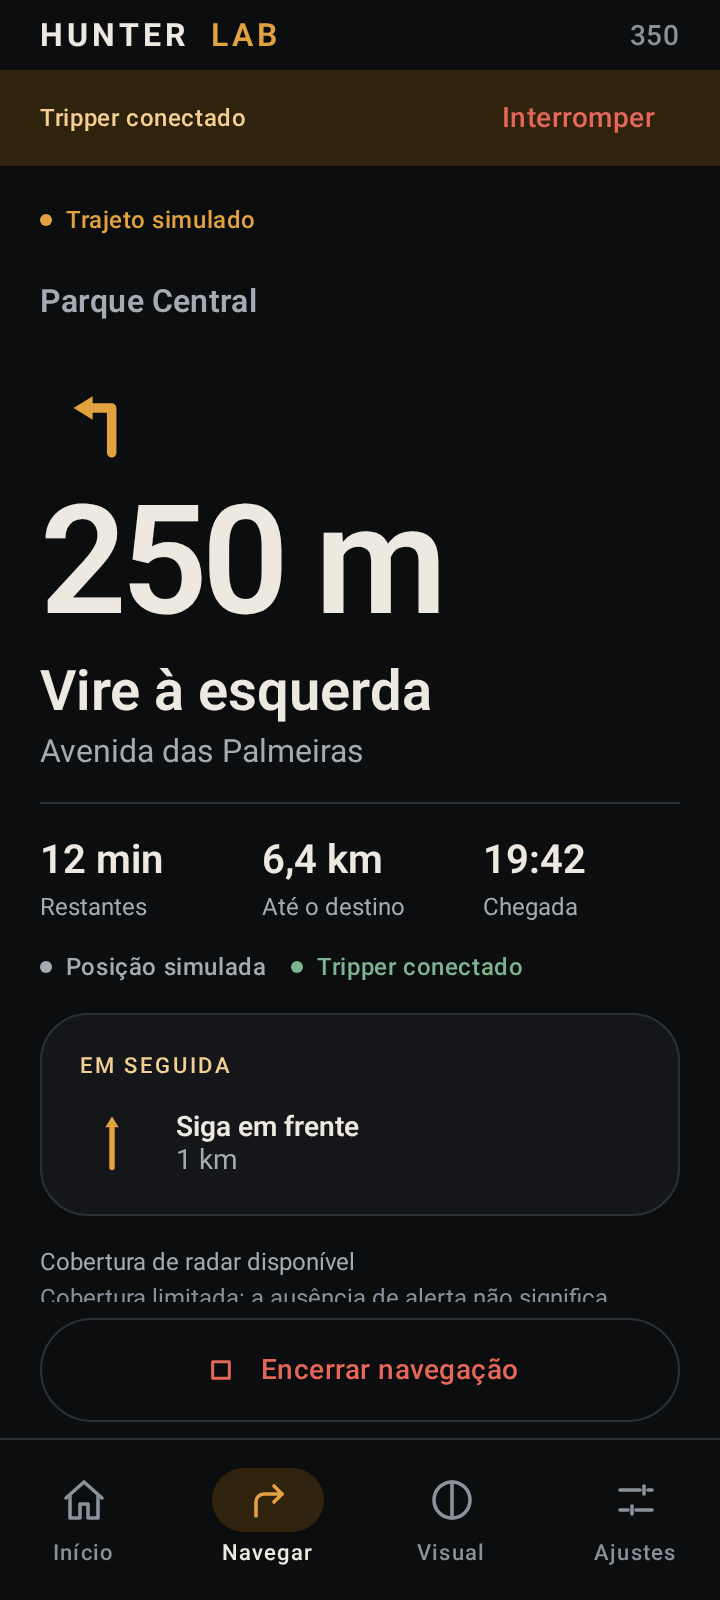 HUNTER LAB 350
Tripper conectado Interromper
Trajeto simulado
Parque Central
250 m
Vire à esquerda
Avenida das Palmeiras
12 min 6,4 km 19:42
Restantes Até o destino Chegada
Posição simulada Tripper conectado
EM SEGUIDA
Siga em frente
1 km
Cobertura de radar disponível
Cobertura limitada: a ausência de alerta não significa
Encerrar navegação
Início Navegar Visual Ajustes